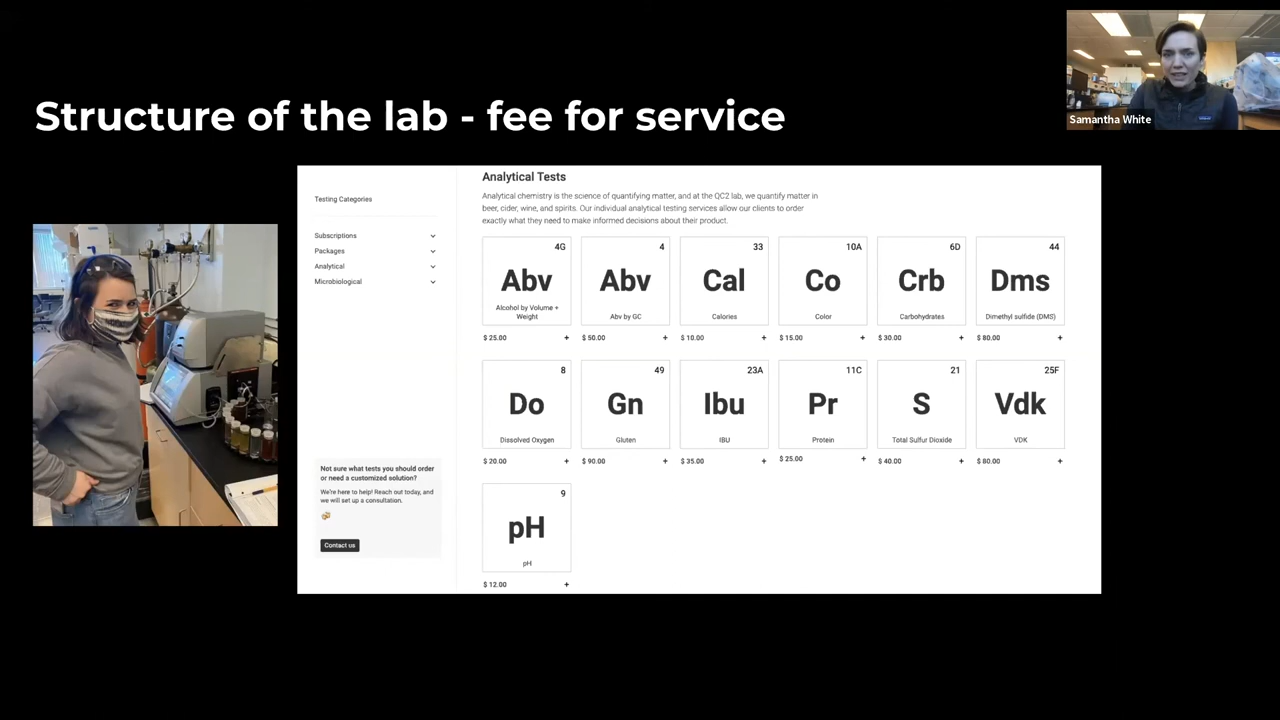 Structure of the lab - fee for service
Samantha White
Testing Categories
Subscriptions
Packages
Analytical
Microbiological
Not sure what tests you should order
or need a customized solution?
We're here to help! Reach out today, and
we will set up a consultation.
Contact us
Analytical Tests
Analytical chemistry is the science of quantifying matter, and at the QC2 lab, we quantify matter in
beer, cider, wine, and spirits. Our individual analytical testing services allow our clients to order
exactly what they need to make informed decisions about their product.
4G
Abv
Alcohol by Volume +
Weight
$ 25.00 +
4
Abv
Abv by GC
$ 50.00 +
33
Cal
Calories
$ 10.00 +
10A
Co
Color
$ 15.00 +
6D
Crb
Carbohydrates
$ 30.00 +
44
Dms
Dimethyl sulfide (DMS)
$ 80.00 +
8
Do
Dissolved Oxygen
$ 20.00 +
49
Gn
Gluten
$ 90.00 +
23A
Ibu
IBU
$ 35.00 +
11C
Pr
Protein
$ 25.00 +
21
S
Total Sulfur Dioxide
$ 40.00 +
25F
Vdk
VDK
$ 80.00 +
9
pH
pH
$ 12.00 +